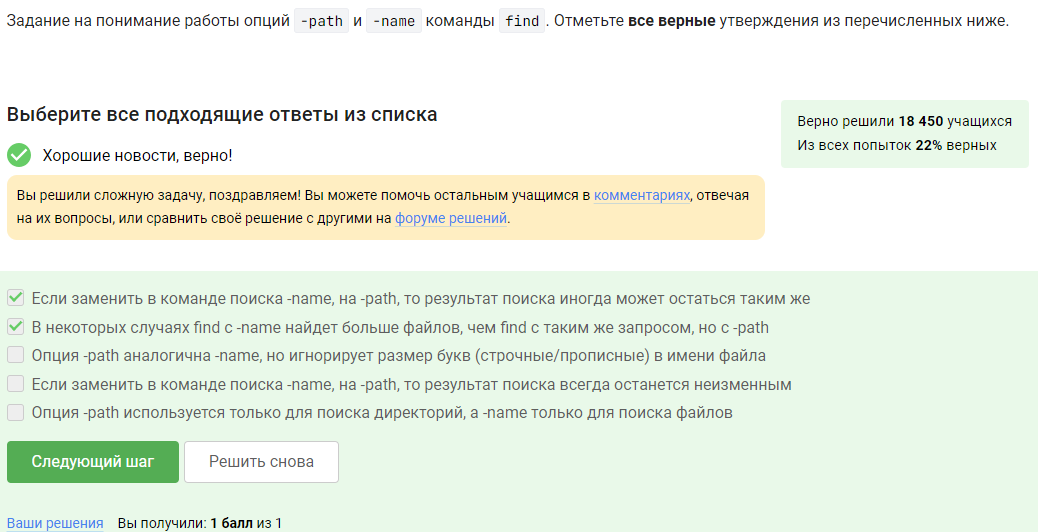 Задание на понимание работы опций -path и -name команды find. Отметьте все верные утверждения из перечисленных ниже.
Выберите все подходящие ответы из списка
Верно решили 18 450 учащихся
Из всех попыток 22% верных
Хорошие новости, верно!
Вы решили сложную задачу, поздравляем! Вы можете помочь остальным учащимся в комментариях, отвечая
на их вопросы, или сравнить своё решение с другими на форуме решений.
Если заменить в команде поиска -name, на -path, то результат поиска иногда может остаться таким же
В некоторых случаях find с -name найдет больше файлов, чем find с таким же запросом, но с -path
Опция -path аналогична -name, но игнорирует размер букв (строчные/прописные) в имени файла
Если заменить в команде поиска -name, на -path, то результат поиска всегда останется неизменным
Опция -path используется только для поиска директорий, а -name только для поиска файлов
Следующий шаг
Решить снова
Ваши решения Вы получили: 1 балл из 1